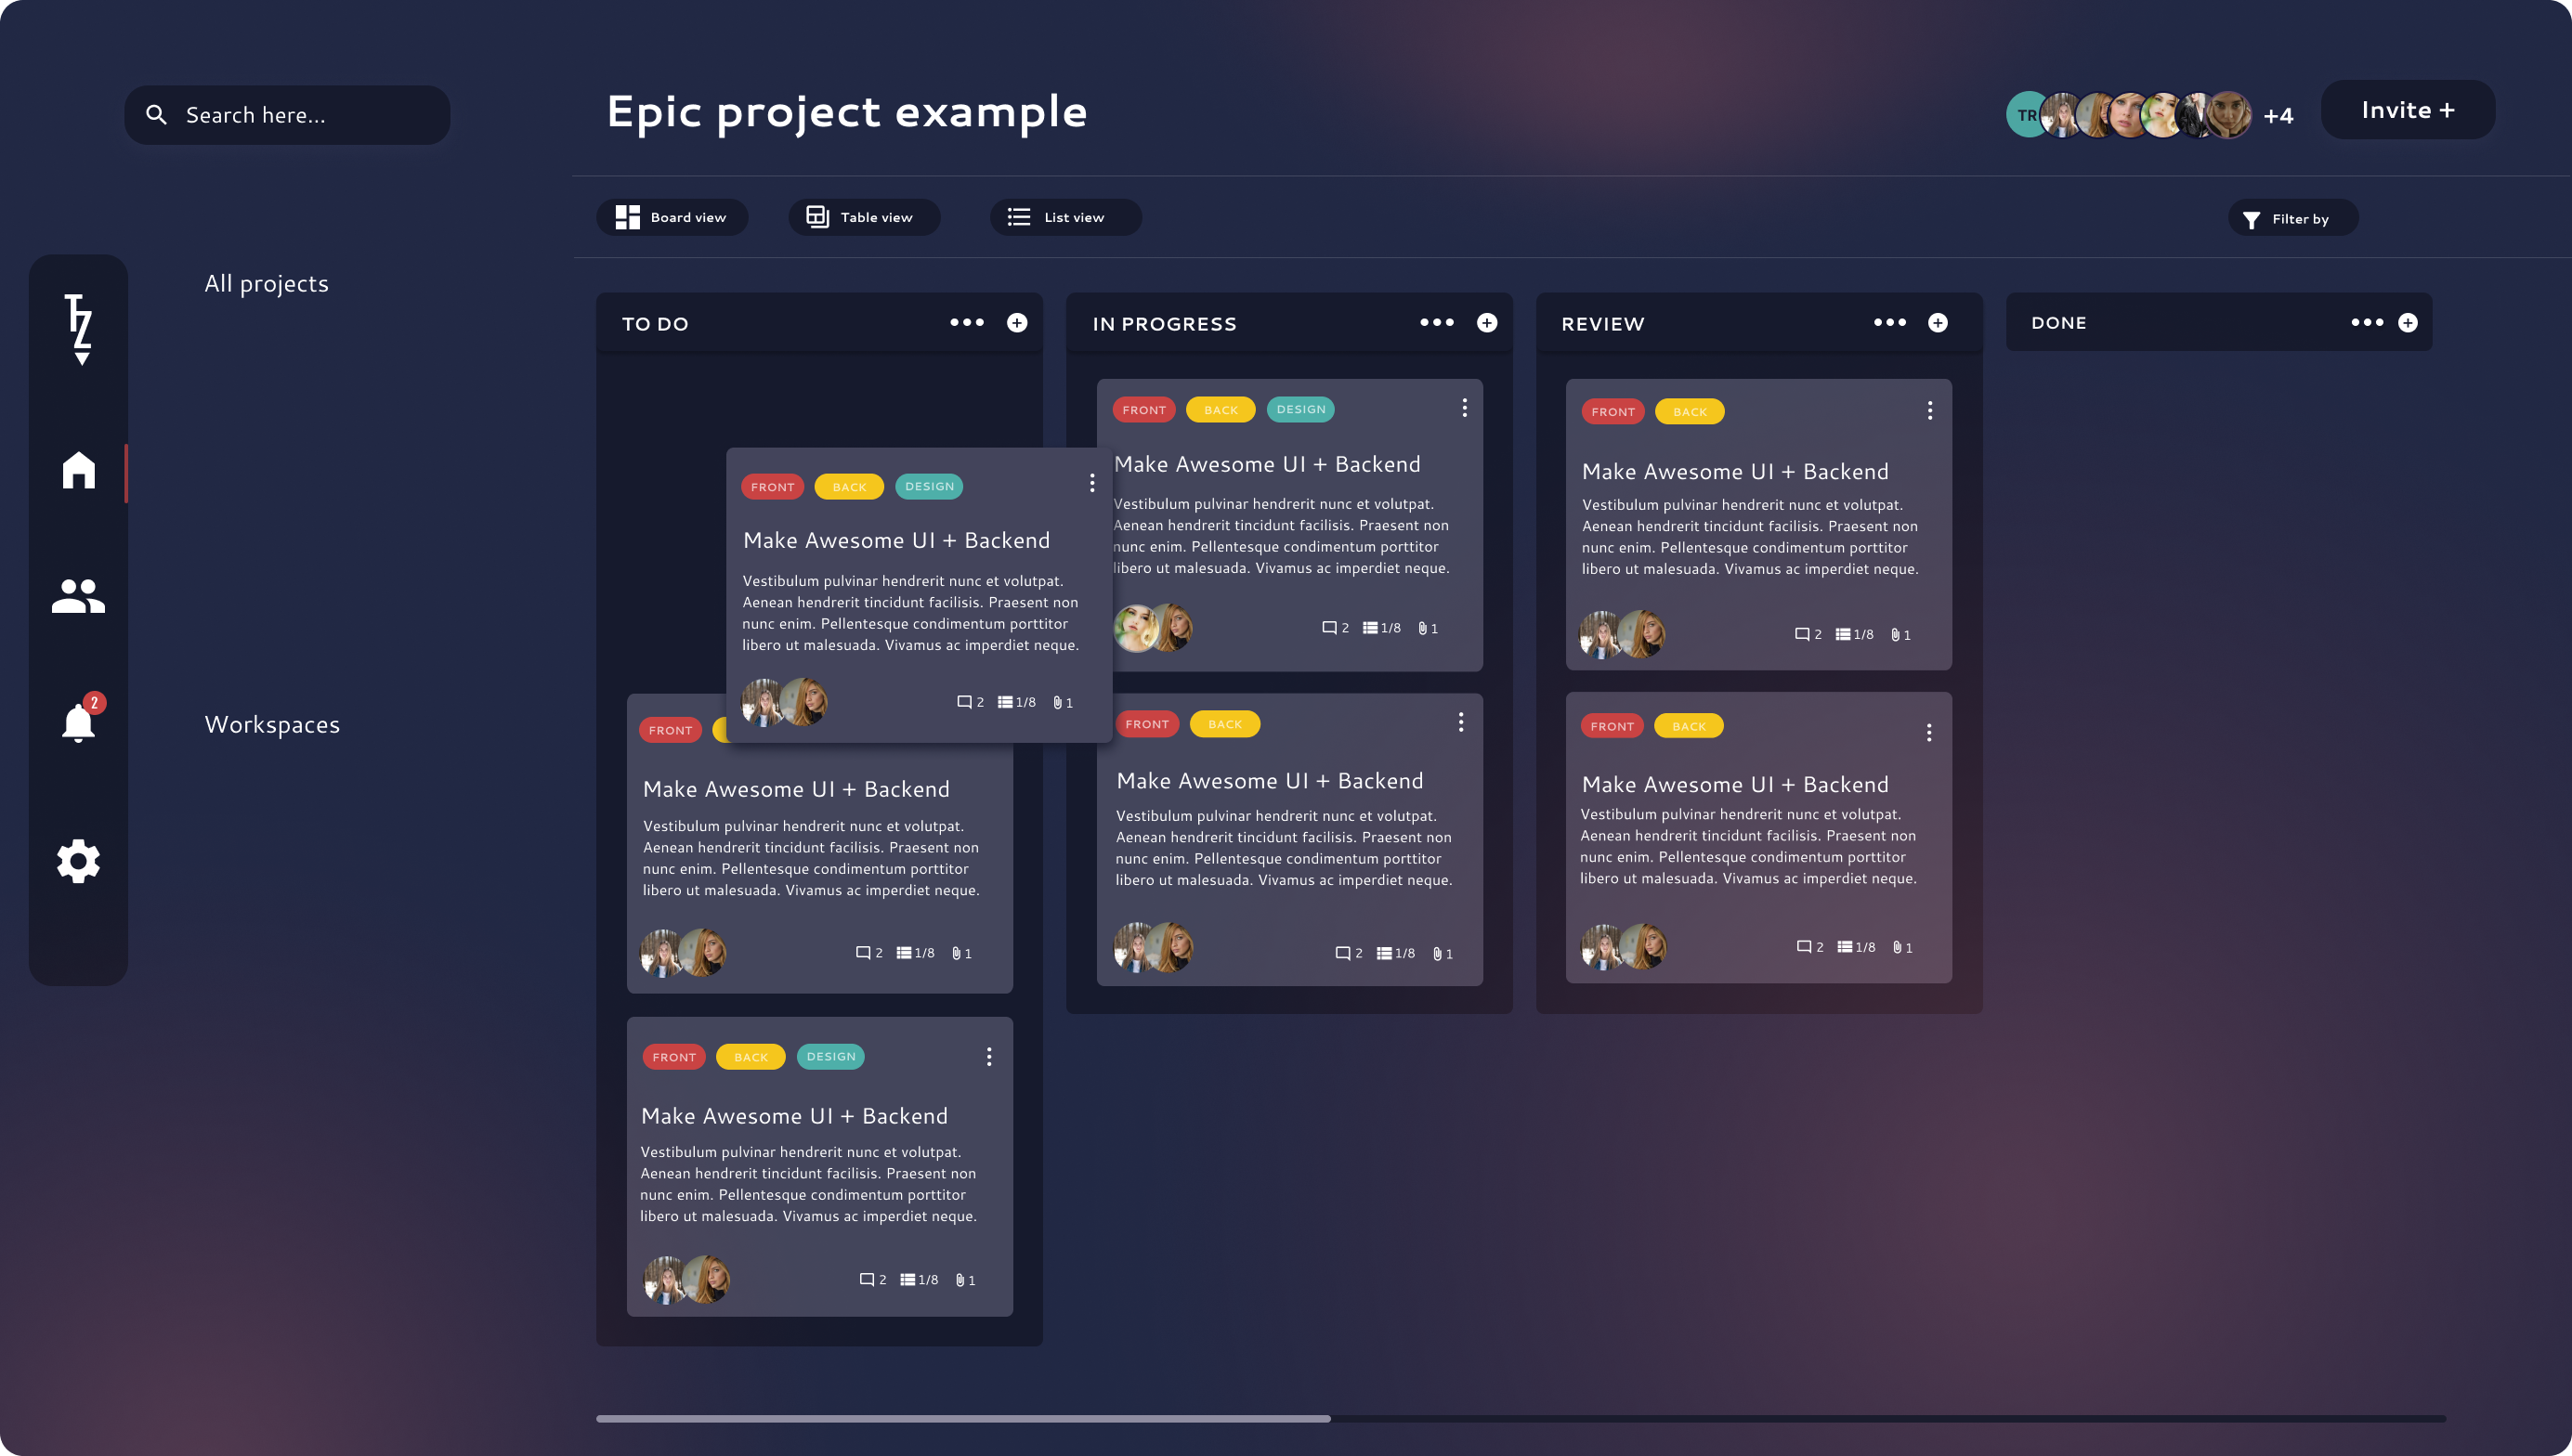 Search here...
Epic project example
TR
+4
Invite +
Board view
Table view
List view
Filter by
TZ
All projects
2
Workspaces
TO DO
FRONT BACK DESIGN
Make Awesome UI + Backend
Vestibulum pulvinar hendrerit nunc et volutpat.
Aenean hendrerit tincidunt facilisis. Praesent non
nunc enim. Pellentesque condimentum porttitor
libero ut malesuada. Vivamus ac imperdiet neque.
2 1/8 1
FRONT
Make Awesome UI + Backend
Vestibulum pulvinar hendrerit nunc et volutpat.
Aenean hendrerit tincidunt facilisis. Praesent non
nunc enim. Pellentesque condimentum porttitor
libero ut malesuada. Vivamus ac imperdiet neque.
2 1/8 1
FRONT BACK DESIGN
Make Awesome UI + Backend
Vestibulum pulvinar hendrerit nunc et volutpat.
Aenean hendrerit tincidunt facilisis. Praesent non
nunc enim. Pellentesque condimentum porttitor
libero ut malesuada. Vivamus ac imperdiet neque.
2 1/8 1
IN PROGRESS
FRONT BACK DESIGN
Make Awesome UI + Backend
Vestibulum pulvinar hendrerit nunc et volutpat.
Aenean hendrerit tincidunt facilisis. Praesent non
nunc enim. Pellentesque condimentum porttitor
libero ut malesuada. Vivamus ac imperdiet neque.
2 1/8 1
FRONT BACK
Make Awesome UI + Backend
Vestibulum pulvinar hendrerit nunc et volutpat.
Aenean hendrerit tincidunt facilisis. Praesent non
nunc enim. Pellentesque condimentum porttitor
libero ut malesuada. Vivamus ac imperdiet neque.
2 1/8 1
REVIEW
FRONT BACK
Make Awesome UI + Backend
Vestibulum pulvinar hendrerit nunc et volutpat.
Aenean hendrerit tincidunt facilisis. Praesent non
nunc enim. Pellentesque condimentum porttitor
libero ut malesuada. Vivamus ac imperdiet neque.
2 1/8 1
FRONT BACK
Make Awesome UI + Backend
Vestibulum pulvinar hendrerit nunc et volutpat.
Aenean hendrerit tincidunt facilisis. Praesent non
nunc enim. Pellentesque condimentum porttitor
libero ut malesuada. Vivamus ac imperdiet neque.
2 1/8 1
DONE